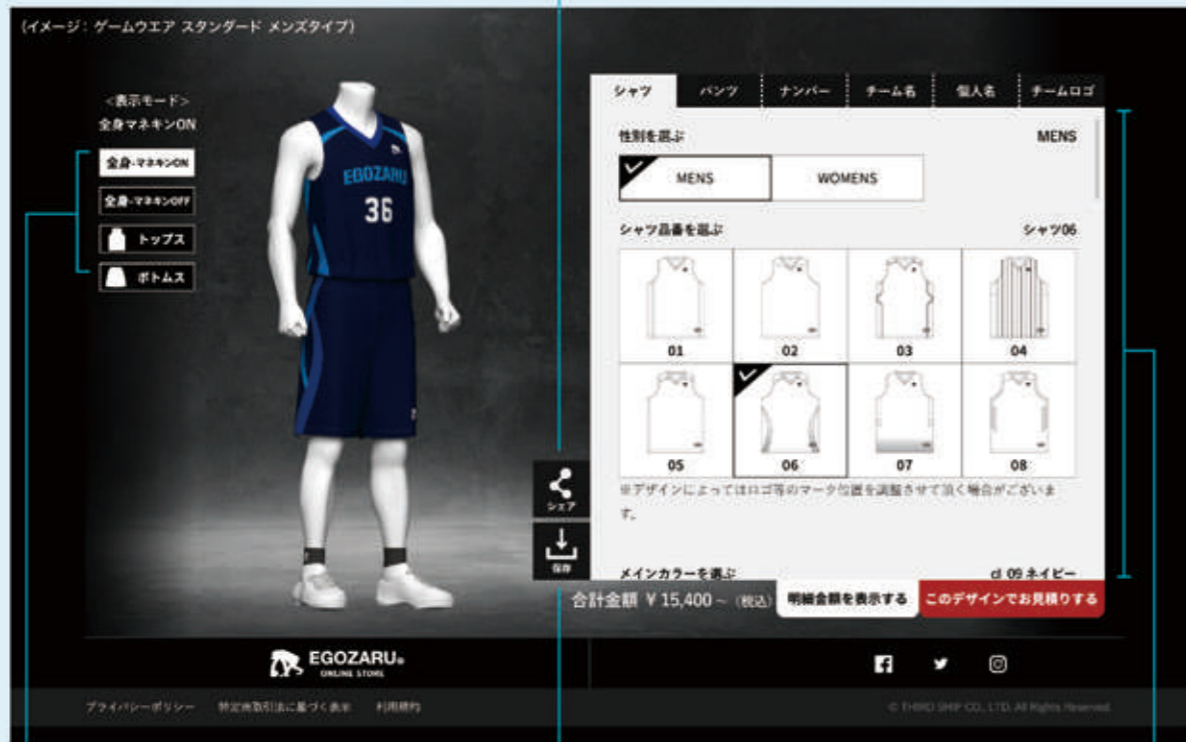 (イメージ：ゲームウエア スタンダード メンズタイプ)
<表示モード>
全身マネキンON
全身-マネキンON
全身-マネキンOFF
トップス
ボトムス
EGOZARU
36
シャツ
パンツ
ナンバー
チーム名
個人名
チームロゴ
性別を選ぶ
MENS
MENS
WOMENS
シャツ品番を選ぶ
シャツ06
01
02
03
04
05
06
07
08
※デザインによってはロゴ等のマーク位置を調整させて頂く場合がございま
す。
シェア
保存
メインカラーを選ぶ
cl_09 ネイビー
合計金額 ¥15,400～（税込）
明細金額を表示する
このデザインでお見積りする
EGOZARU®
ONLINE STORE
プライバシーポリシー
特定商取引法に基づく表示
利用規約
© THIRD SHIP CO., LTD. All Rights Reserved.